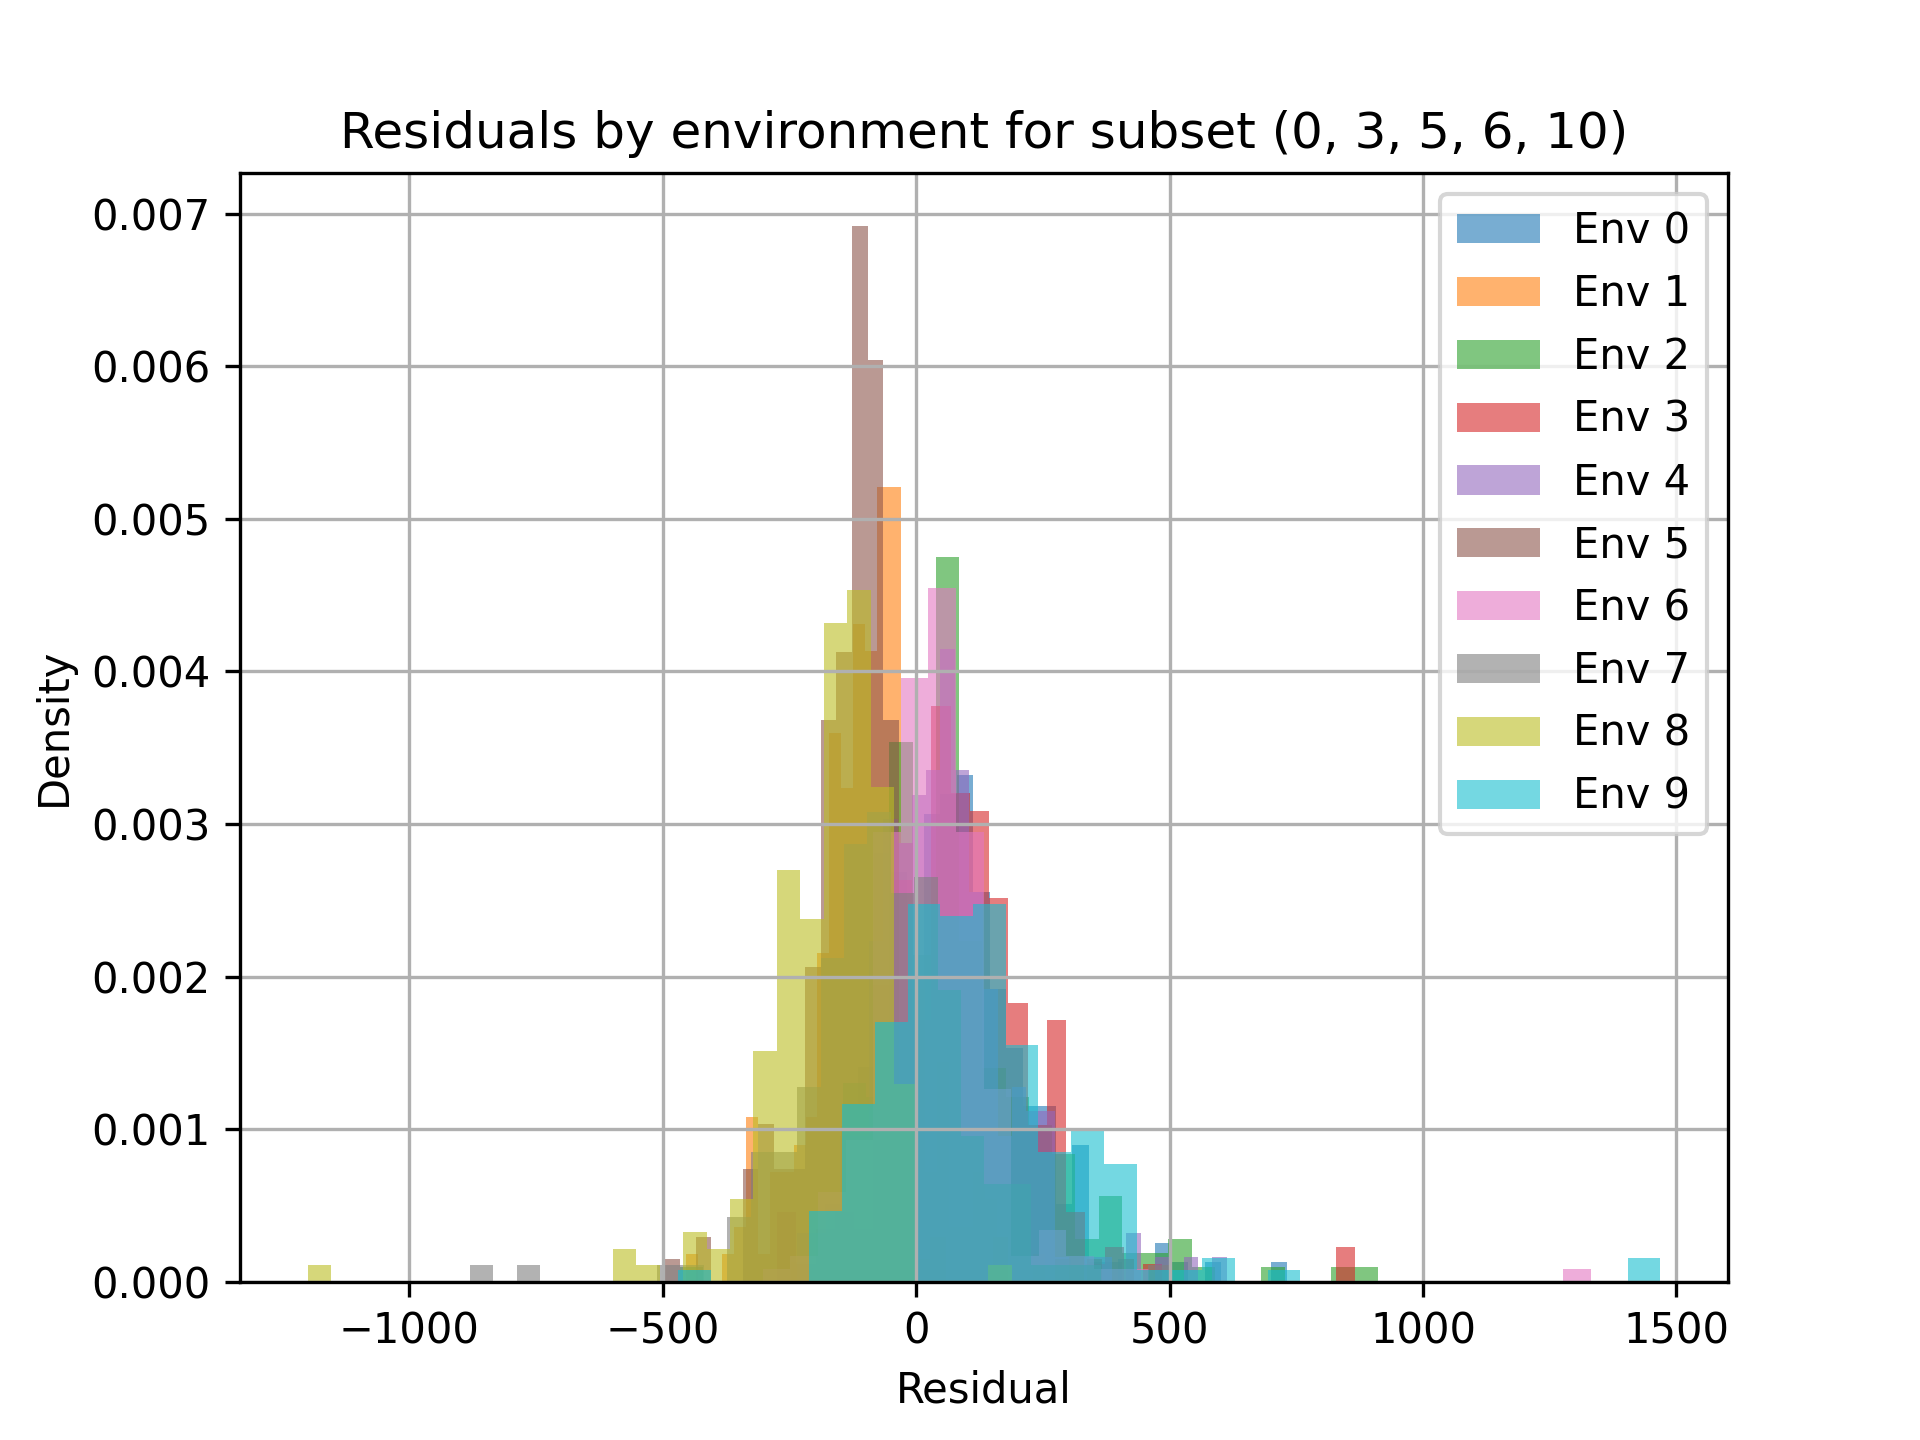 Residuals by environment for subset (0, 3, 5, 6, 10)
0.007
0.006
0.005
0.004
0.003
0.002
0.001
0.000
Density
−1000
−500
0
500
1000
1500
Residual
Env 0
Env 1
Env 2
Env 3
Env 4
Env 5
Env 6
Env 7
Env 8
Env 9